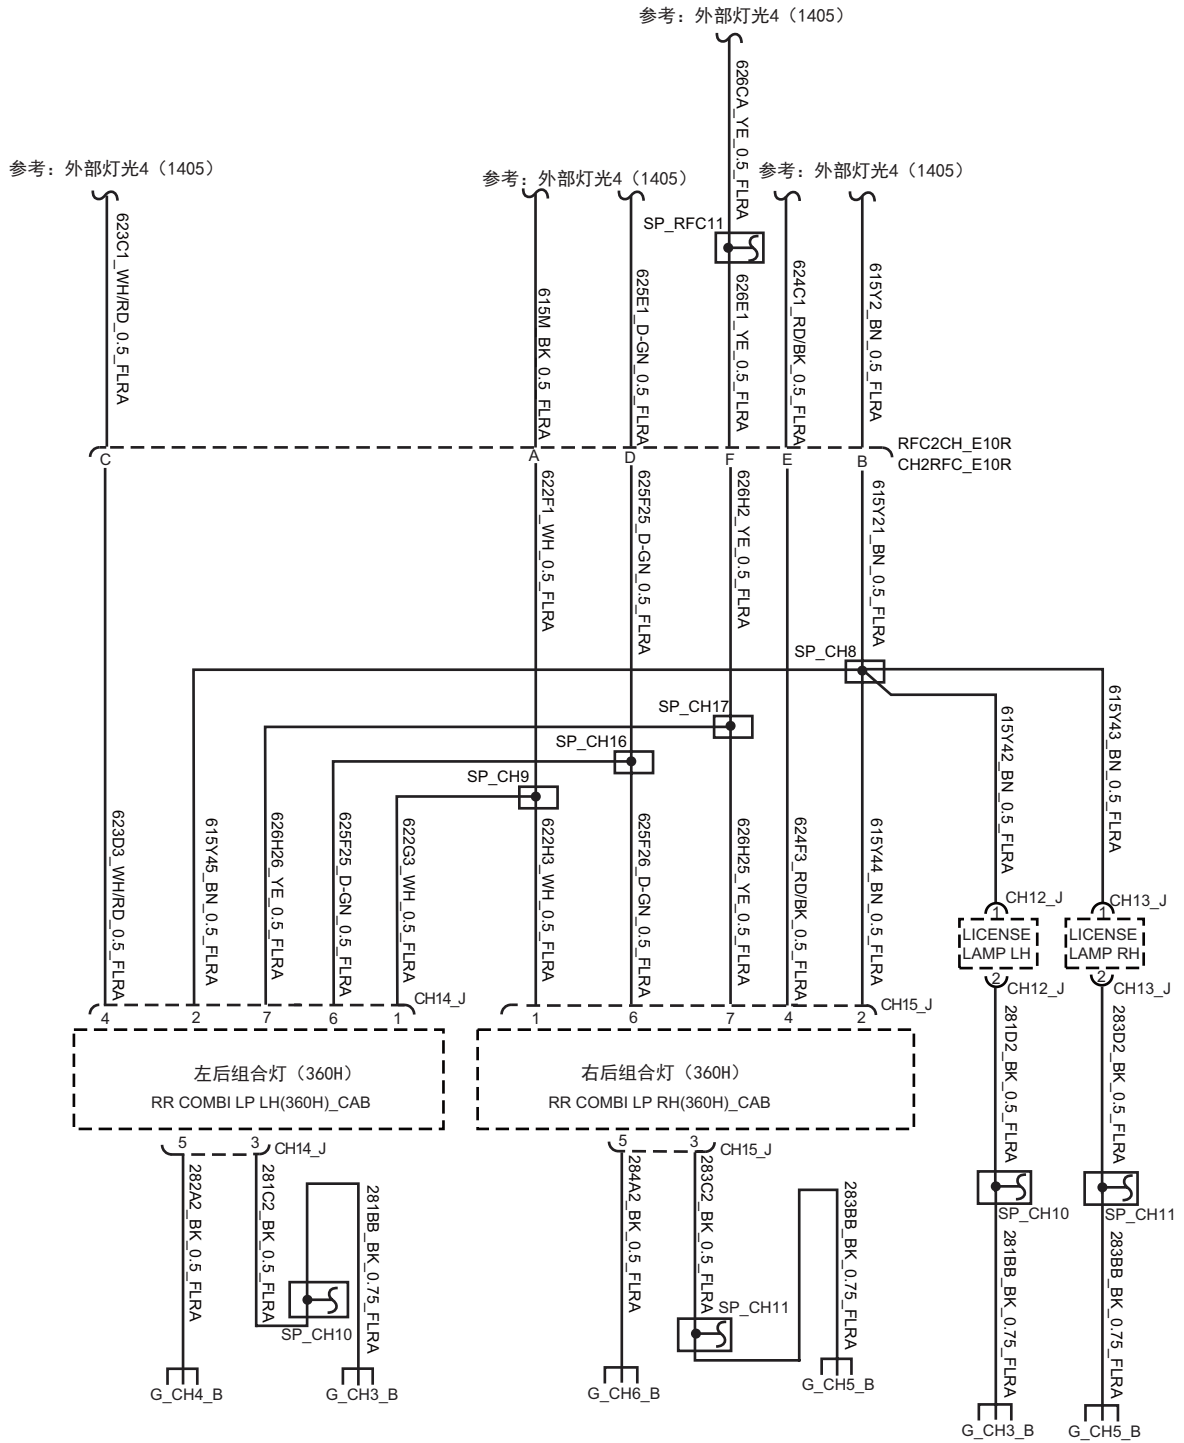 参考：外部灯光4（1405）
626CA_YE_0.5_FLRA
参考：外部灯光4（1405）
参考：外部灯光4（1405）
参考：外部灯光4（1405）
SP_RFC11
623C1_WH/RD_0.5_FLRA
615M_BK_0.5_FLRA
625E1_D-GN_0.5_FLRA
626E1_YE_0.5_FLRA
624C1_RD/BK_0.5_FLRA
615Y2_BN_0.5_FLRA
RFC2CH_E10R
CH2RFC_E10R
C
A
D
F
E
B
622F1_WH_0.5_FLRA
625F25_D-GN_0.5_FLRA
626H2_YE_0.5_FLRA
615Y21_BN_0.5_FLRA
SP_CH8
SP_CH17
SP_CH16
SP_CH9
615Y42_BN_0.5_FLRA
615Y43_BN_0.5_FLRA
623D3_WH/RD_0.5_FLRA
615Y45_BN_0.5_FLRA
626H26_YE_0.5_FLRA
625F25_D-GN_0.5_FLRA
622G3_WH_0.5_FLRA
622H3_WH_0.5_FLRA
625F26_D-GN_0.5_FLRA
626H25_YE_0.5_FLRA
624F3_RD/BK_0.5_FLRA
615Y44_BN_0.5_FLRA
CH12_J
1
CH13_J
1
LICENSE
LAMP LH
LICENSE
LAMP RH
2
CH12_J
2
CH13_J
CH14_J
4
2
7
6
1
CH15_J
1
6
7
4
2
左后组合灯（360H）
RR COMBI LP LH(360H)_CAB
右后组合灯（360H）
RR COMBI LP RH(360H)_CAB
281D2_BK_0.5_FLRA
283D2_BK_0.5_FLRA
5
3
CH14_J
5
3
CH15_J
282A2_BK_0.5_FLRA
281C2_BK_0.5_FLRA
281BB_BK_0.75_FLRA
284A2_BK_0.5_FLRA
283C2_BK_0.5_FLRA
283BB_BK_0.75_FLRA
SP_CH10
SP_CH11
281BB_BK_0.75_FLRA
283BB_BK_0.75_FLRA
SP_CH10
SP_CH11
G_CH4_B
G_CH3_B
G_CH6_B
G_CH5_B
G_CH3_B
G_CH5_B